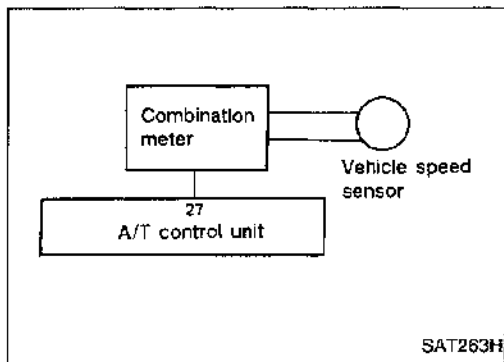 Combination
meter
Vehicle speed
sensor
27
A/T control unit
SAT263H